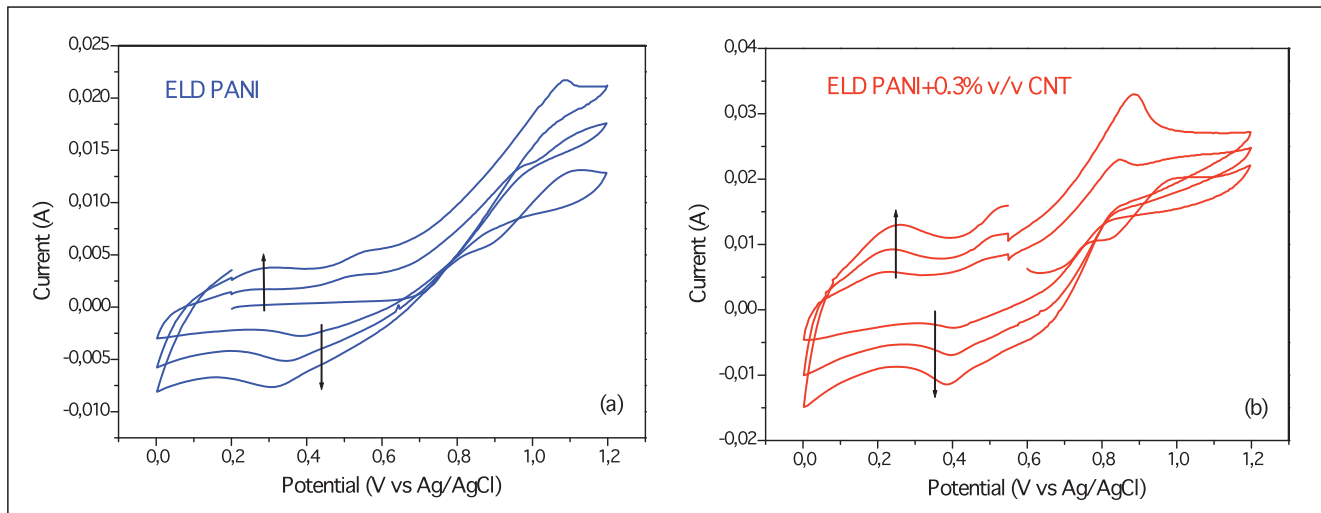 0,025
0,020
0,015
0,010
0,005
0,000
-0,005
-0,010
Current (A)
ELD PANI
(a)
0,0 0,2 0,4 0,6 0,8 1,0 1,2
Potential (V vs Ag/AgCl)
0,04
0,03
0,02
0,01
0,00
-0,01
-0,02
Current (A)
ELD PANI+0.3% v/v CNT
(b)
0,0 0,2 0,4 0,6 0,8 1,0 1,2
Potential (V vs Ag/AgCl)